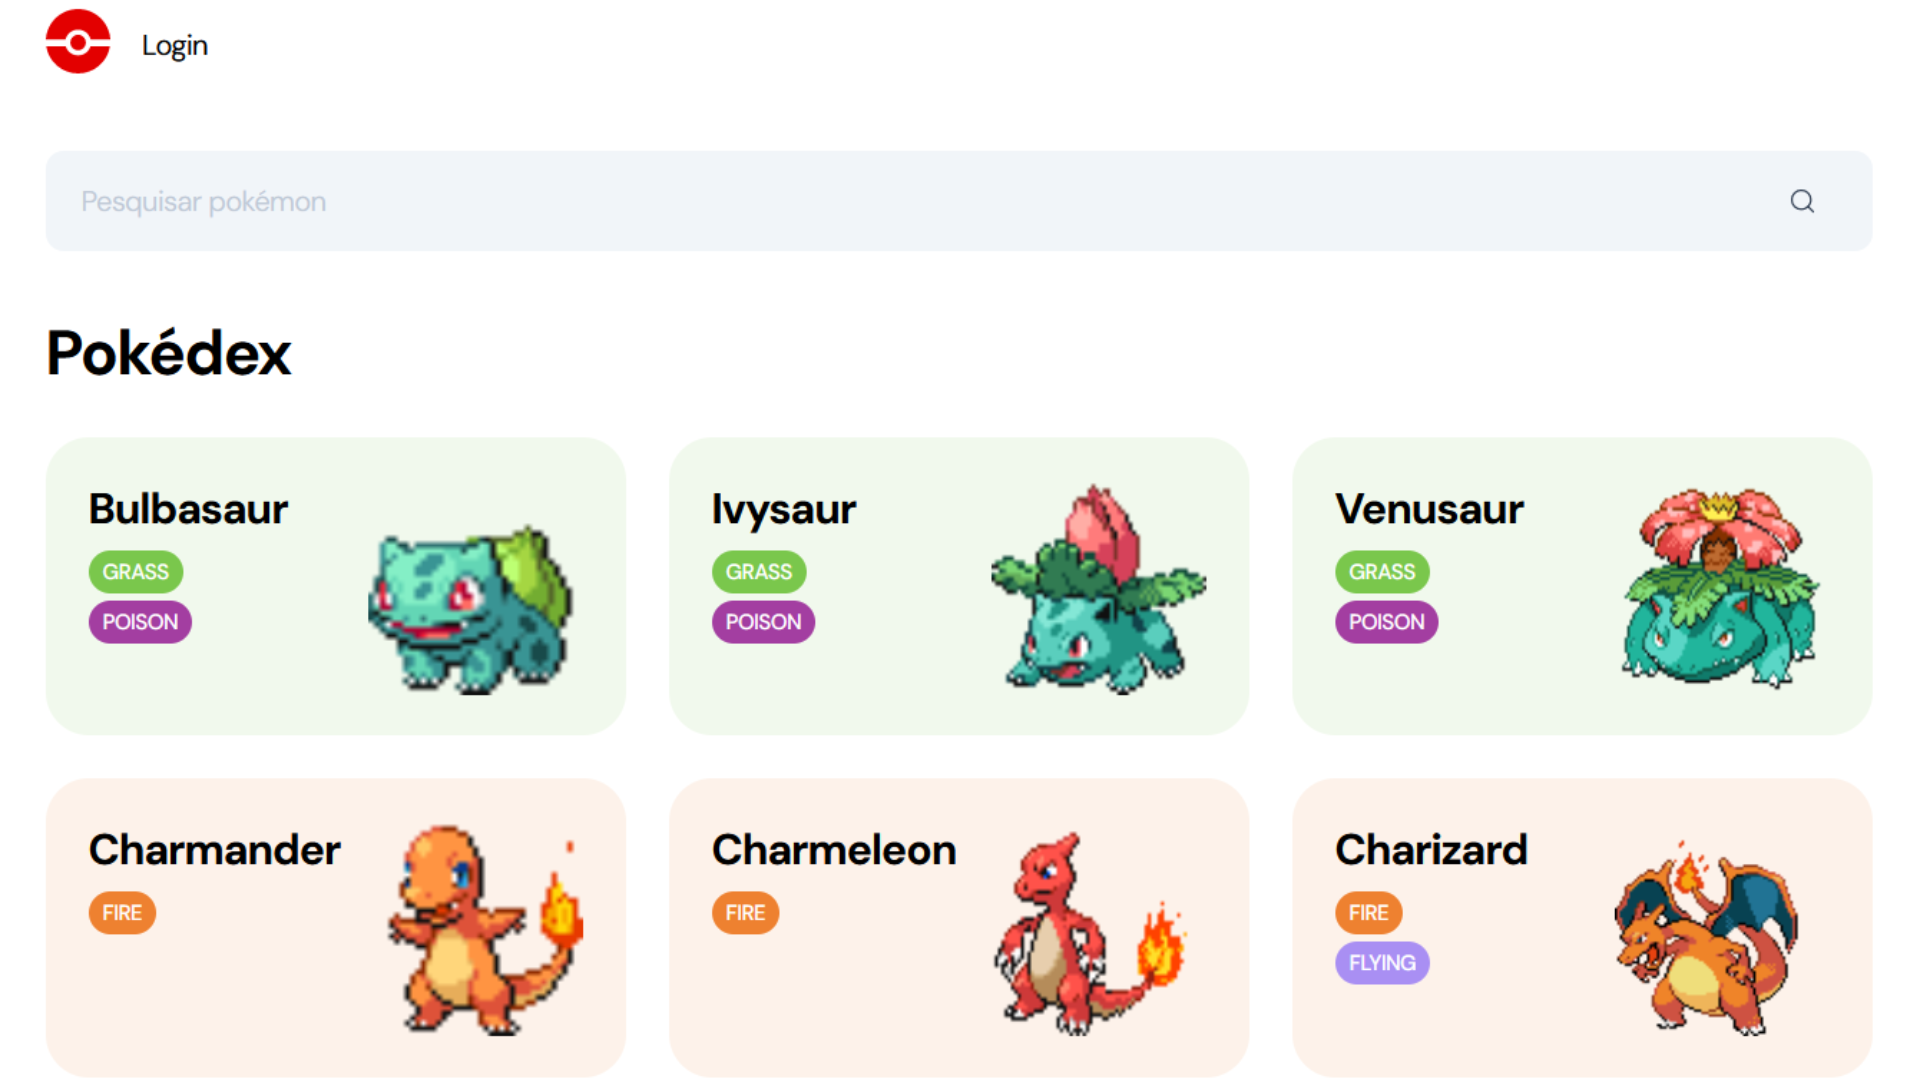 Login
Pesquisar pokémon
Pokédex
Bulbasaur
GRASS
POISON
Ivysaur
GRASS
POISON
Venusaur
GRASS
POISON
Charmander
FIRE
Charmeleon
FIRE
Charizard
FIRE
FLYING